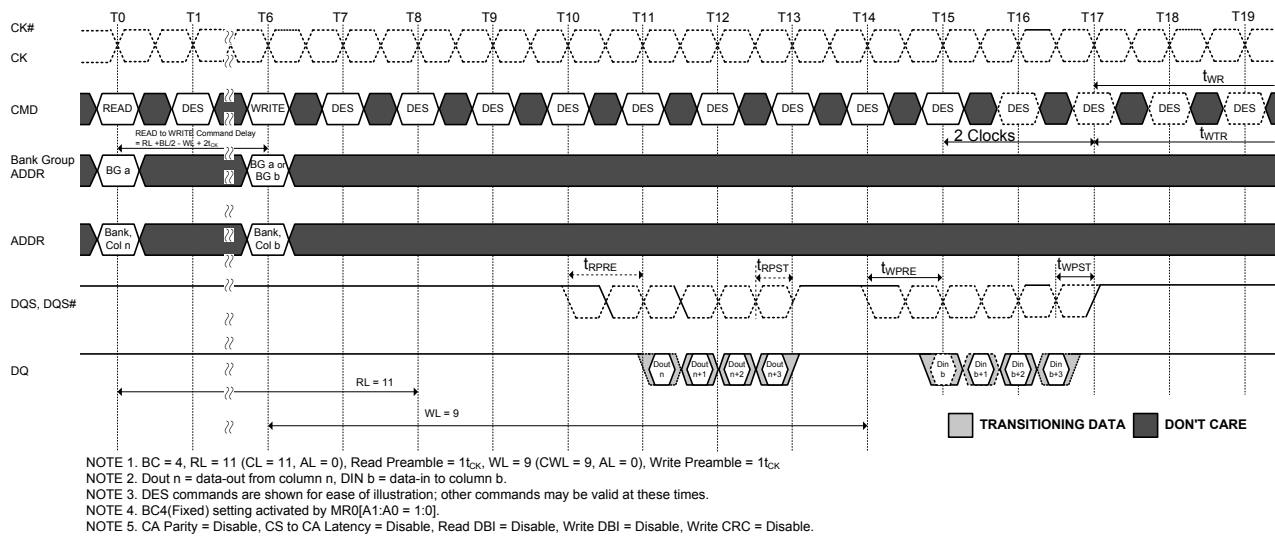 T0 T1 T6 T7 T8 T9 T10 T11 T12 T13 T14 T15 T16 T17 T18 T19
CK#
CK
tWR
CMD READ DES WRITE DES DES DES DES DES DES DES DES DES DES DES DES DES
READ to WRITE Command Delay
= RL +BL/2 - WL + 2tCK
2 Clocks
tWTR
Bank Group
ADDR
BG a
BG a or
BG b
ADDR
Bank,
Col n
Bank,
Col b
tRPRE tRPST tWPRE tWPST
DQS, DQS#
DQ
Dout
n
Dout
n+1
Dout
n+2
Dout
n+3
Din
b
Din
b+1
Din
b+2
Din
b+3
RL = 11
WL = 9
TRANSITIONING DATA DON'T CARE
NOTE 1. BC = 4, RL = 11 (CL = 11, AL = 0), Read Preamble = 1tCK, WL = 9 (CWL = 9, AL = 0), Write Preamble = 1tCK
NOTE 2. Dout n = data-out from column n, DIN b = data-in to column b.
NOTE 3. DES commands are shown for ease of illustration; other commands may be valid at these times.
NOTE 4. BC4(Fixed) setting activated by MR0[A1:A0 = 1:0].
NOTE 5. CA Parity = Disable, CS to CA Latency = Disable, Read DBI = Disable, Write DBI = Disable, Write CRC = Disable.